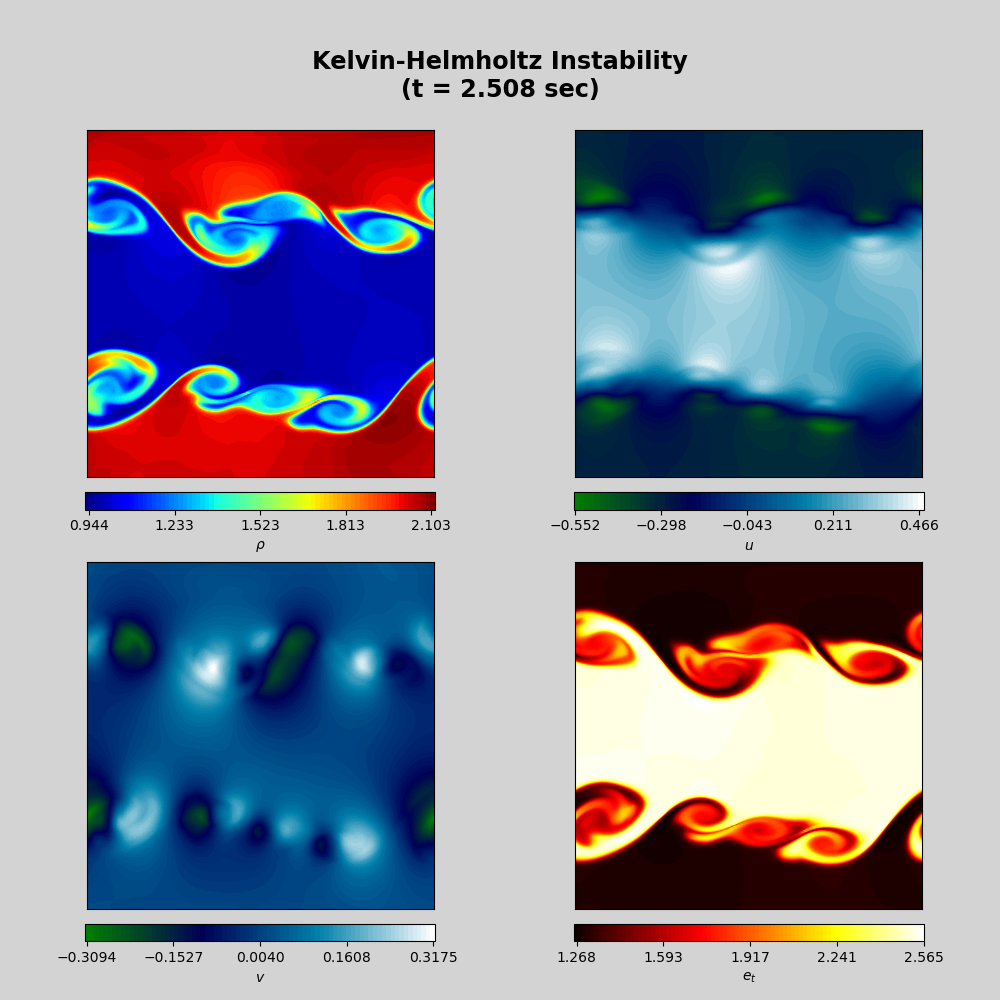 Kelvin-Helmholtz Instability
(t = 2.508 sec)
0.944 1.233 1.523 1.813 2.103
ρ
−0.552 −0.298 −0.043 0.211 0.466
u
−0.3094 −0.1527 0.0040 0.1608 0.3175
v
1.268 1.593 1.917 2.241 2.565
eₜ